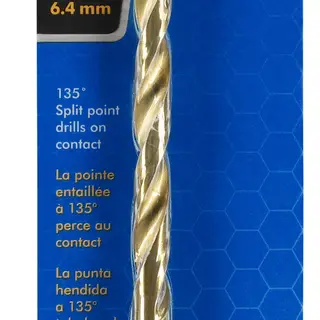 6.4 mm
135°
Split point
drills on
contact
La pointe
entaillée
à 135°
perce au
contact
La punta
hendida
a 135°